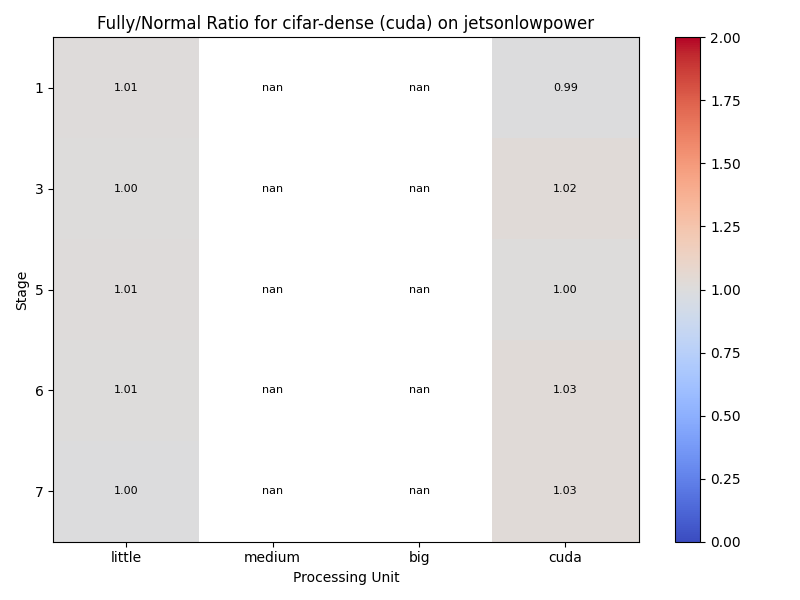 Fully/Normal Ratio for cifar-dense (cuda) on jetsonlowpower
Stage
1 1.01 nan nan 0.99
3 1.00 nan nan 1.02
5 1.01 nan nan 1.00
6 1.01 nan nan 1.03
7 1.00 nan nan 1.03
little medium big cuda
Processing Unit
2.00
1.75
1.50
1.25
1.00
0.75
0.50
0.25
0.00